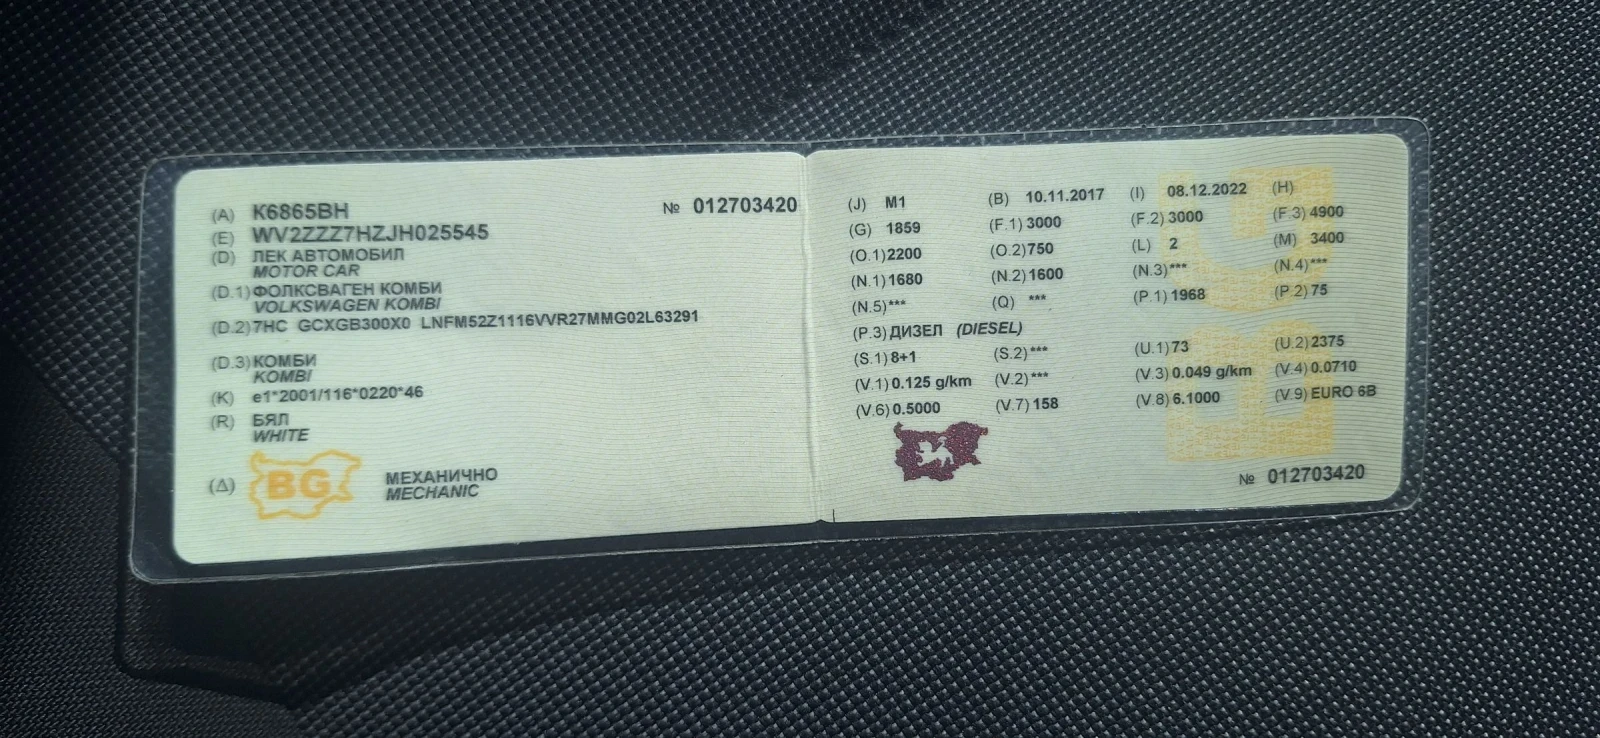 (A) К6865ВН № 012703420
(E) WV2ZZZ7HZJH025545
(D) ЛЕК АВТОМОБИЛ
MOTOR CAR
(D.1) ФОЛКСВАГЕН КОМБИ
VOLKSWAGEN KOMBI
(D.2) 7HC GCXGB300X0 LNFM52Z1116VVR27MMG02L63291
(D.3) КОМБИ
KOMBI
(K) e1*2001/116*0220*46
(R) БЯЛ
WHITE
(Δ) BG МЕХАНИЧНО
MECHANIC
(J) M1 (B) 10.11.2017 (I) 08.12.2022 (H)
(G) 1859 (F.1) 3000 (F.2) 3000 (F.3) 4900
(O.1) 2200 (O.2) 750 (L) 2 (M) 3400
(N.1) 1680 (N.2) 1600 (N.3) *** (N.4) ***
(N.5) *** (Q) *** (P.1) 1968 (P.2) 75
(P.3) ДИЗЕЛ (DIESEL)
(S.1) 8+1 (S.2) *** (U.1) 73 (U.2) 2375
(V.1) 0.125 g/km (V.2) *** (V.3) 0.049 g/km (V.4) 0.0710
(V.6) 0.5000 (V.7) 158 (V.8) 6.1000 (V.9) EURO 6B
№ 012703420